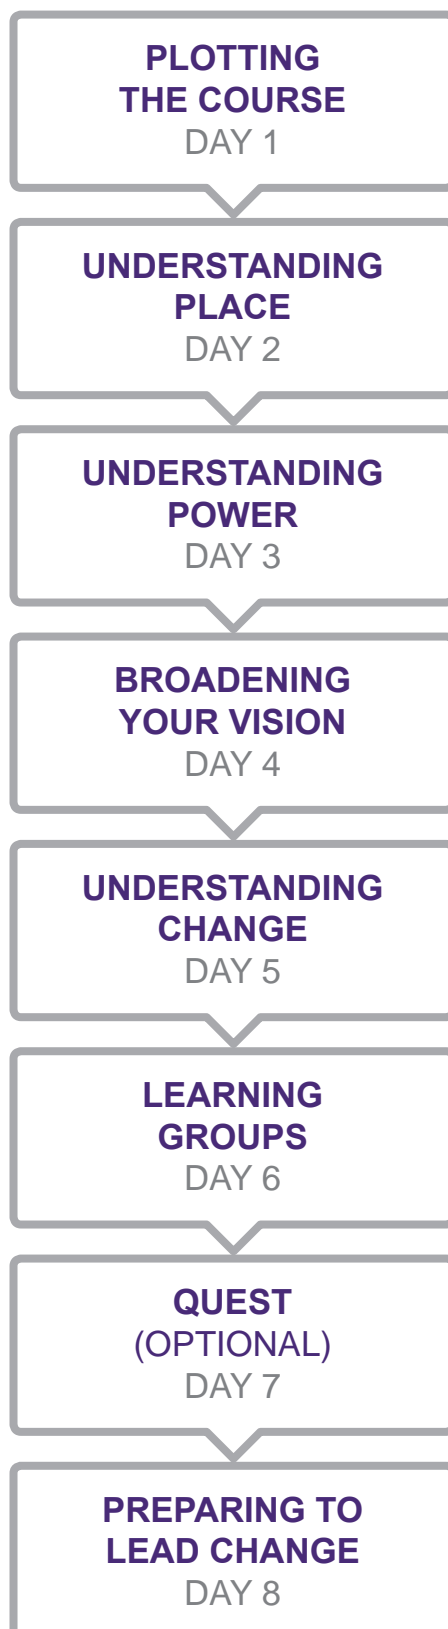 PLOTTING
THE COURSE
DAY 1
UNDERSTANDING
PLACE
DAY 2
UNDERSTANDING
POWER
DAY 3
BROADENING
YOUR VISION
DAY 4
UNDERSTANDING
CHANGE
DAY 5
LEARNING
GROUPS
DAY 6
QUEST
(OPTIONAL)
DAY 7
PREPARING TO
LEAD CHANGE
DAY 8